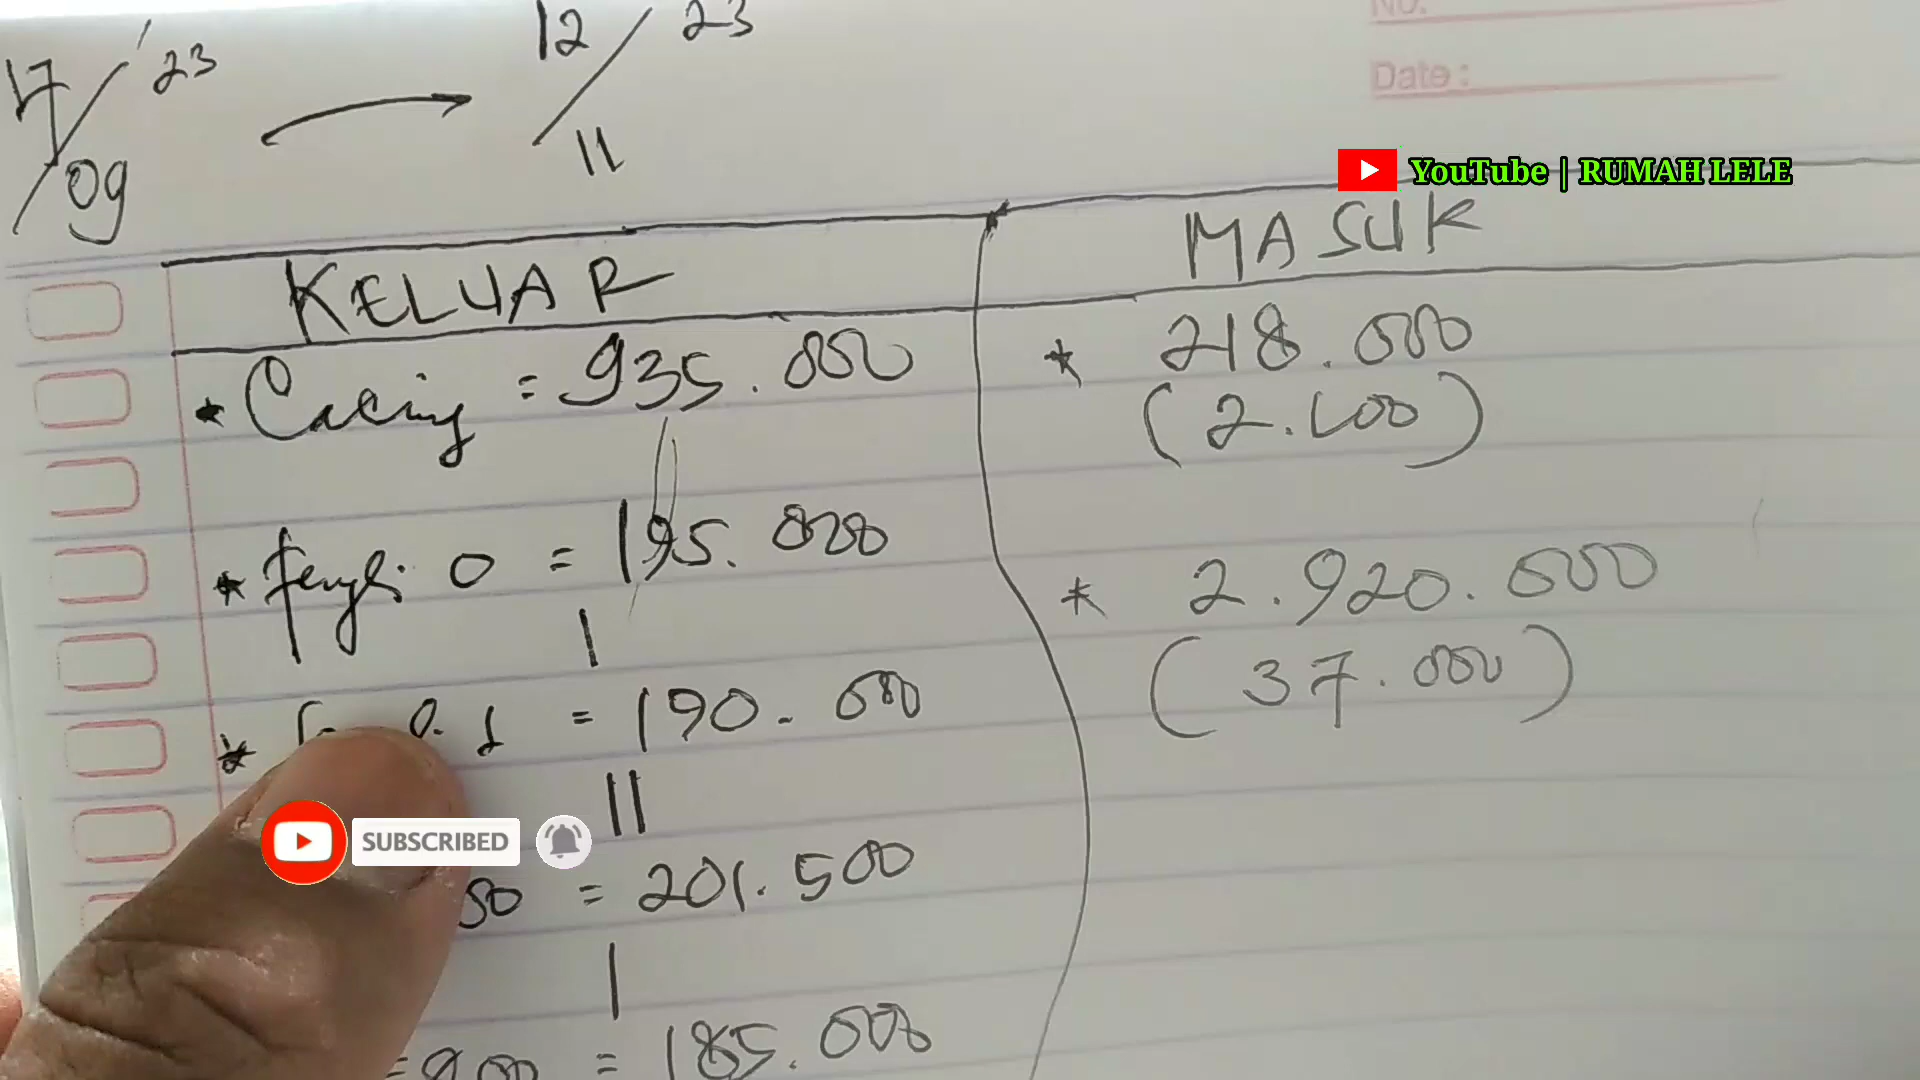 17/09 '23 → 12/11 23
No.
Date :
YouTube | RUMAH LELE
KELUAR
MASUK
* Cacing = 935.000
* 218.000
(2.100)
* fengli 0 = 195.000
|
* 2.920.000
(37.000)
* 1 = 190.000
||
SUBSCRIBED
= 201.500
|
= 185.000